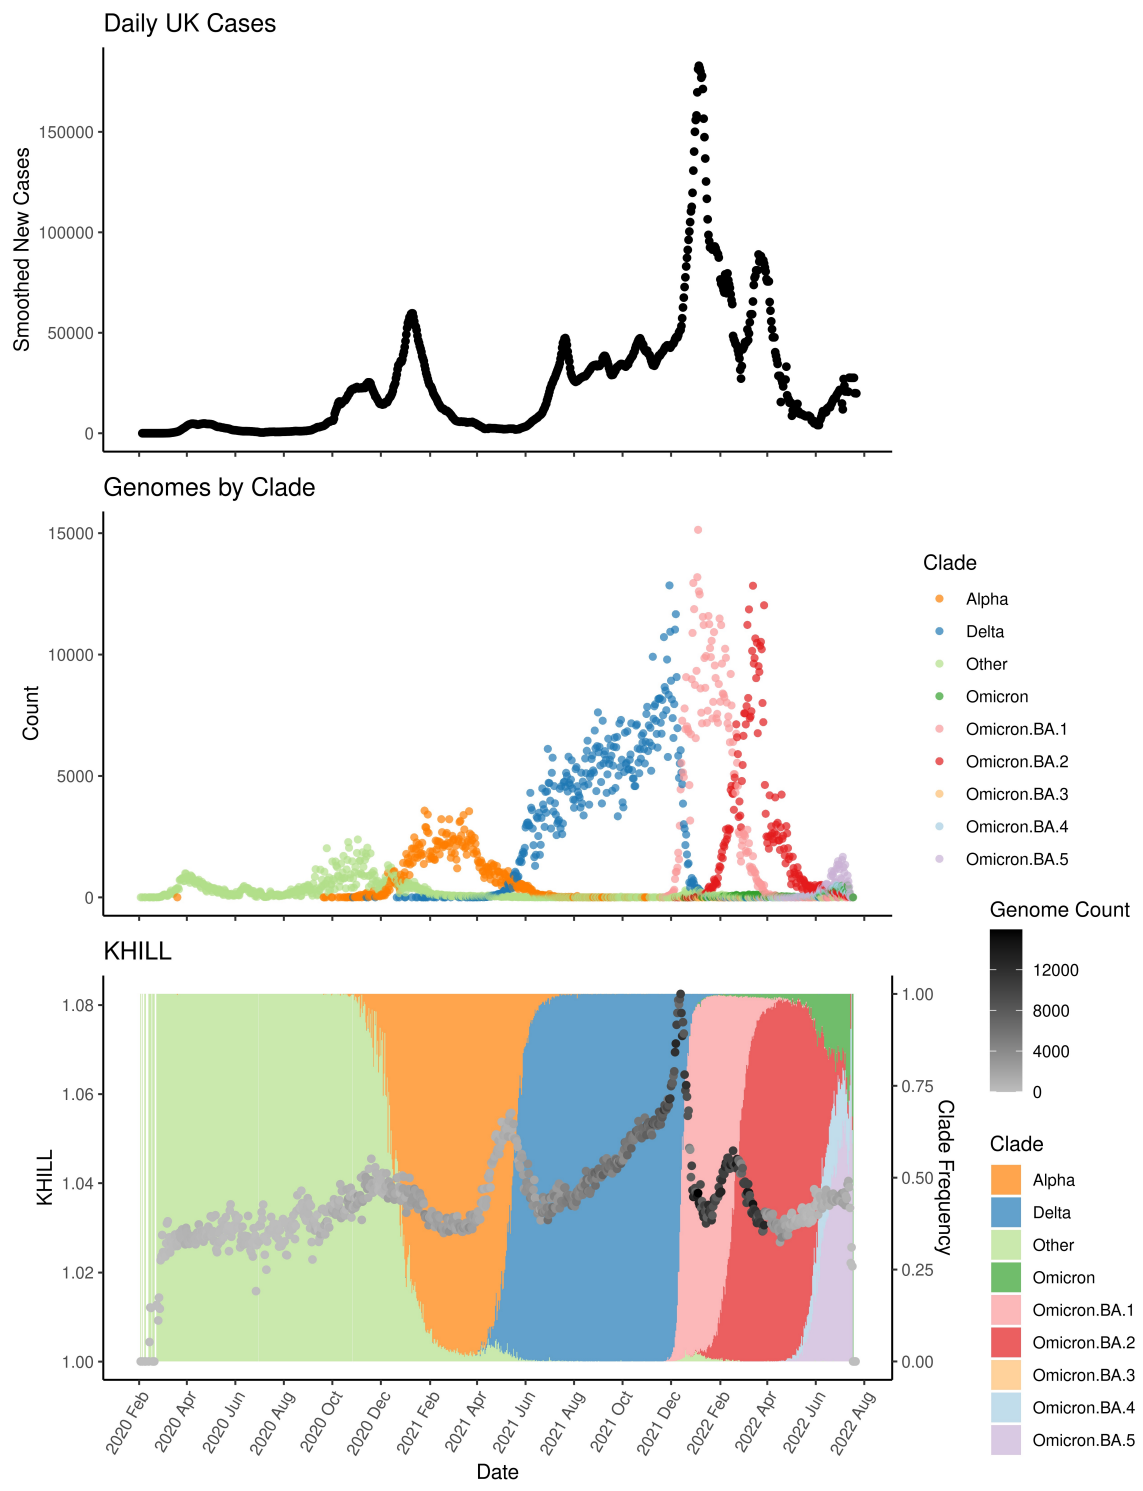 Daily UK Cases
Smoothed New Cases
150000
100000
50000
0
Genomes by Clade
Count
15000
10000
5000
0
Clade
Alpha
Delta
Other
Omicron
Omicron.BA.1
Omicron.BA.2
Omicron.BA.3
Omicron.BA.4
Omicron.BA.5
KHILL
KHILL
1.08
1.06
1.04
1.02
1.00
1.00
0.75
0.50
0.25
0.00
Clade Frequency
2020 Feb
2020 Apr
2020 Jun
2020 Aug
2020 Oct
2020 Dec
2021 Feb
2021 Apr
2021 Jun
2021 Aug
2021 Oct
2021 Dec
2022 Feb
2022 Apr
2022 Jun
2022 Aug
Date
Genome Count
12000
8000
4000
0
Clade
Alpha
Delta
Other
Omicron
Omicron.BA.1
Omicron.BA.2
Omicron.BA.3
Omicron.BA.4
Omicron.BA.5